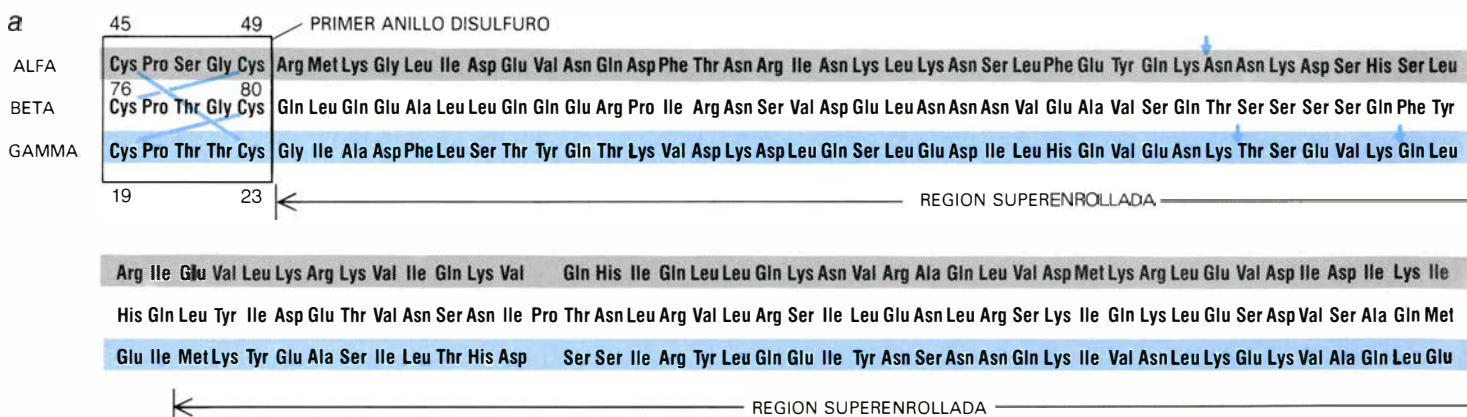 a
45 49 PRIMER ANILLO DISULFURO
ALFA Cys Pro Ser Gly Cys Arg Met Lys Gly Leu Ile Asp Glu Val Asn Gln Asp Phe Thr Asn Arg Ile Asn Lys Leu Lys Asn Ser Leu Phe Glu Tyr Gln Lys Asn Asn Lys Asp Ser His Ser Leu
76 80
BETA Cys Pro Thr Gly Cys Gln Leu Gln Glu Ala Leu Leu Gln Gln Glu Arg Pro Ile Arg Asn Ser Val Asp Glu Leu Asn Asn Asn Val Glu Ala Val Ser Gln Thr Ser Ser Ser Ser Gln Phe Tyr
GAMMA Cys Pro Thr Thr Cys Gly Ile Ala Asp Phe Leu Ser Thr Tyr Gln Thr Lys Val Asp Lys Asp Leu Gln Ser Leu Glu Asp Ile Leu His Gln Val Glu Asn Lys Thr Ser Glu Val Lys Gln Leu
19 23
REGION SUPERENROLLADA
Arg Ile Glu Val Leu Lys Arg Lys Val Ile Gln Lys Val Gln His Ile Gln Leu Leu Gln Lys Asn Val Arg Ala Gln Leu Val Asp Met Lys Arg Leu Glu Val Asp Ile Asp Ile Lys Ile
His Gln Leu Tyr Ile Asp Glu Thr Val Asn Ser Asn Ile Pro Thr Asn Leu Arg Val Leu Arg Ser Ile Leu Glu Asn Leu Arg Ser Lys Ile Gln Lys Leu Glu Ser Asp Val Ser Ala Gln Met
Glu Ile Met Lys Tyr Glu Ala Ser Ile Leu Thr His Asp Ser Ser Ile Arg Tyr Leu Gln Glu Ile Tyr Asn Ser Asn Asn Gln Lys Ile Val Asn Leu Lys Glu Lys Val Ala Gln Leu Glu
REGION SUPERENROLLADA